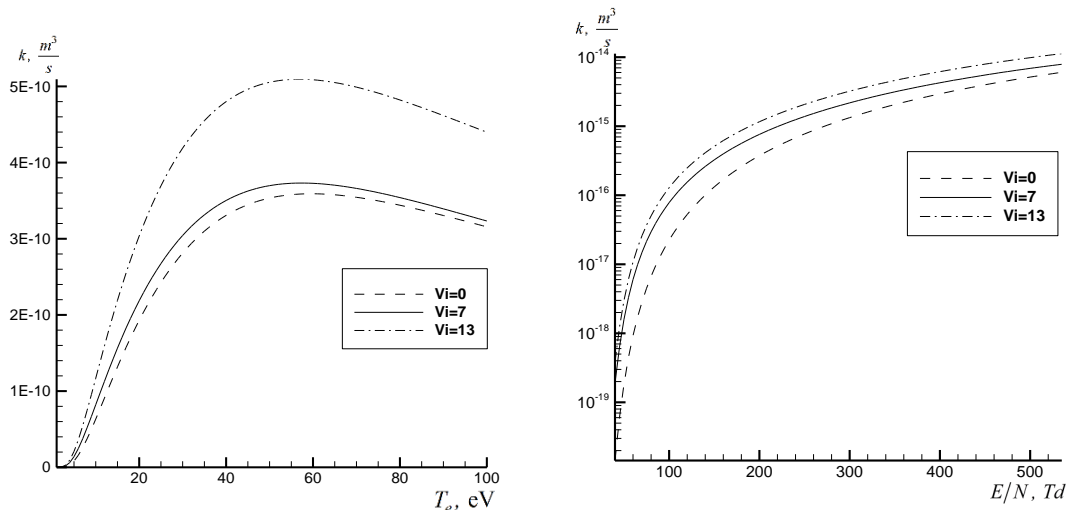 k, m³/s
5E-10
4E-10
3E-10
2E-10
1E-10
0
20
40
60
80
100
Tₑ, eV
Vi=0
Vi=7
Vi=13
k, m³/s
10⁻¹⁴
10⁻¹⁵
10⁻¹⁶
10⁻¹⁷
10⁻¹⁸
10⁻¹⁹
100
200
300
400
500
E/N, Td
Vi=0
Vi=7
Vi=13